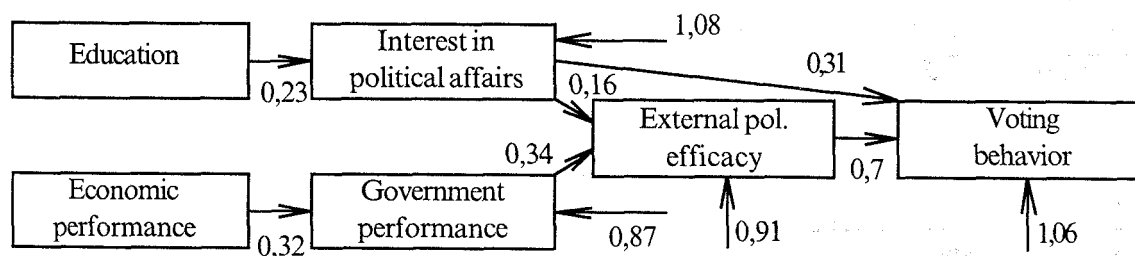 Education
0,23
Interest in
political affairs
1,08
0,16
0,31
External pol.
efficacy
0,7
Voting
behavior
0,34
Economic
performance
0,32
Government
performance
0,87
0,91
1,06